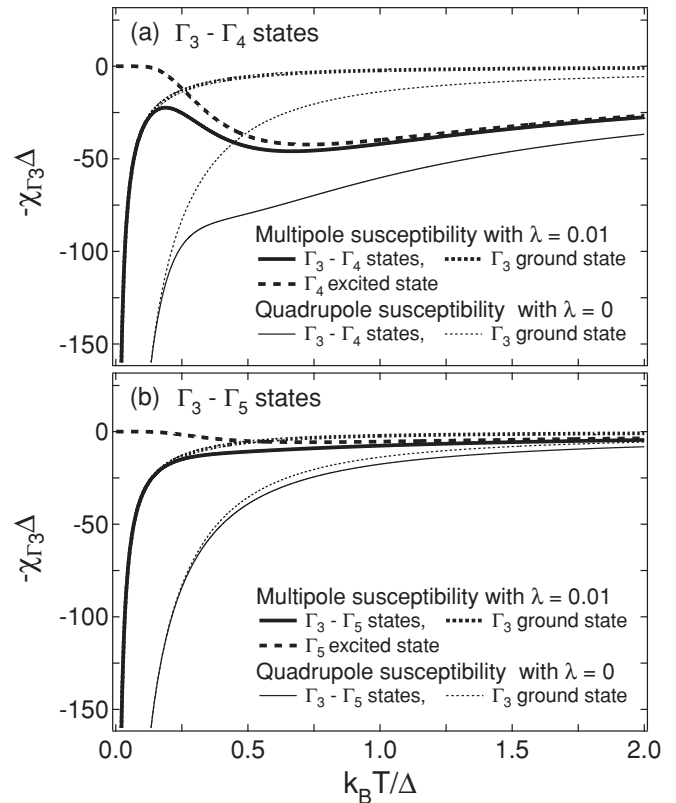 (a) Γ3 - Γ4 states
0
-50
-100
-150
-χΓ3Δ
Multipole susceptibility with λ = 0.01
Γ3 - Γ4 states, Γ3 ground state
Γ4 excited state
Quadrupole susceptibility with λ = 0
Γ3 - Γ4 states, Γ3 ground state
(b) Γ3 - Γ5 states
0
-50
-100
-150
-χΓ3Δ
Multipole susceptibility with λ = 0.01
Γ3 - Γ5 states, Γ3 ground state
Γ5 excited state
Quadrupole susceptibility with λ = 0
Γ3 - Γ5 states, Γ3 ground state
0.0 0.5 1.0 1.5 2.0
kBT/Δ